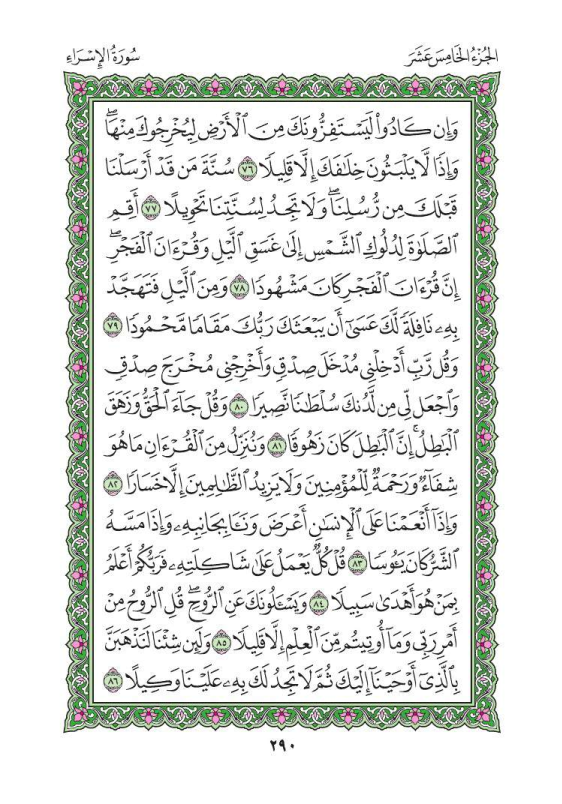 الجُزْءُ الخَامِسَ عَشَرَ
سُورَةُ الإِسْرَاءِ
وَإِن كَادُوا۟ لَيَسْتَفِزُّونَكَ مِنَ ٱلْأَرْضِ لِيُخْرِجُوكَ مِنْهَا ۖ
وَإِذًا لَّا يَلْبَثُونَ خِلَٰفَكَ إِلَّا قَلِيلًا ٧٦ سُنَّةَ مَن قَدْ أَرْسَلْنَا
قَبْلَكَ مِن رُّسُلِنَا ۖ وَلَا تَجِدُ لِسُنَّتِنَا تَحْوِيلًا ٧٧ أَقِمِ
ٱلصَّلَوٰةَ لِدُلُوكِ ٱلشَّمْسِ إِلَىٰ غَسَقِ ٱلَّيْلِ وَقُرْءَانَ ٱلْفَجْرِ ۖ
إِنَّ قُرْءَانَ ٱلْفَجْرِ كَانَ مَشْهُودًا ٧٨ وَمِنَ ٱلَّيْلِ فَتَهَجَّدْ
بِهِۦ نَافِلَةً لَّكَ عَسَىٰٓ أَن يَبْعَثَكَ رَبُّكَ مَقَامًا مَّحْمُودًا ٧٩
وَقُل رَّبِّ أَدْخِلْنِى مُدْخَلَ صِدْقٍ وَأَخْرِجْنِى مُخْرَجَ صِدْقٍ
وَٱجْعَل لِّى مِن لَّدُنكَ سُلْطَٰنًا نَّصِيرًا ٨٠ وَقُلْ جَآءَ ٱلْحَقُّ وَزَهَقَ
ٱلْبَٰطِلُ ۚ إِنَّ ٱلْبَٰطِلَ كَانَ زَهُوقًا ٨١ وَنُنَزِّلُ مِنَ ٱلْقُرْءَانِ مَا هُوَ
شِفَآءٌ وَرَحْمَةٌ لِّلْمُؤْمِنِينَ وَلَا يَزِيدُ ٱلظَّٰلِمِينَ إِلَّا خَسَارًا ٨٢
وَإِذَآ أَنْعَمْنَا عَلَى ٱلْإِنسَٰنِ أَعْرَضَ وَنَـَٔا بِجَانِبِهِۦ وَإِذَا مَسَّهُ
ٱلشَّرُّ كَانَ يَـُٔوسًا ٨٣ قُلْ كُلٌّ يَعْمَلُ عَلَىٰ شَاكِلَتِهِۦ فَرَبُّكُمْ أَعْلَمُ
بِمَنْ هُوَ أَهْدَىٰ سَبِيلًا ٨٤ وَيَسْـَٔلُونَكَ عَنِ ٱلرُّوحِ ۖ قُلِ ٱلرُّوحُ مِنْ
أَمْرِ رَبِّى وَمَآ أُوتِيتُم مِّنَ ٱلْعِلْمِ إِلَّا قَلِيلًا ٨٥ وَلَئِن شِئْنَا لَنَذْهَبَنَّ
بِٱلَّذِىٓ أَوْحَيْنَآ إِلَيْكَ ثُمَّ لَا تَجِدُ لَكَ بِهِۦ عَلَيْنَا وَكِيلًا ٨٦
٢٩٠